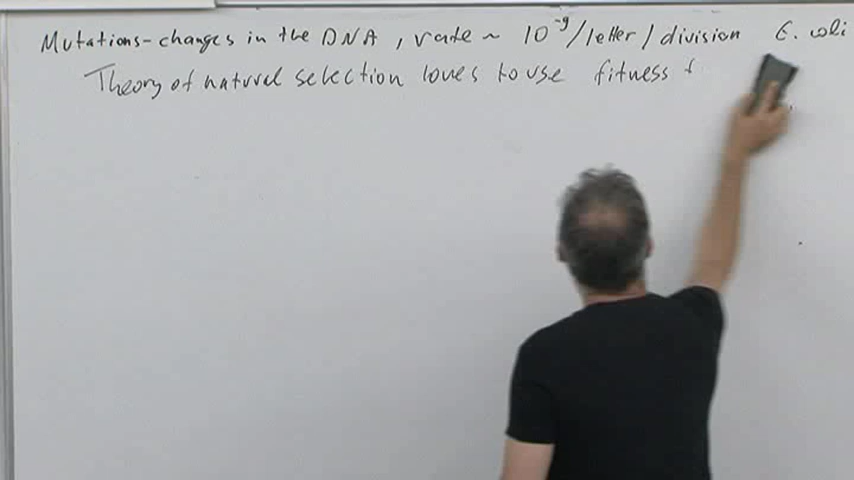 Mutations-changes in the DNA, rate ~ 10⁻⁹/letter/division E. coli
Theory of natural selection loves to use fitness f